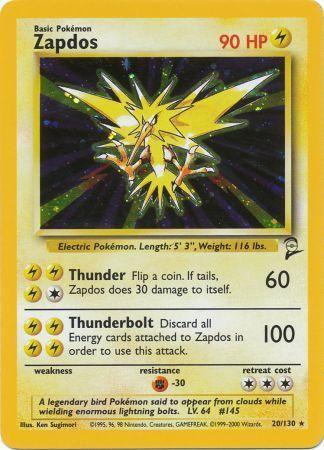 Basic Pokémon
Zapdos 90 HP
Electric Pokémon. Length: 5' 3", Weight: 116 lbs.
Thunder Flip a coin. If tails, 60
Zapdos does 30 damage to itself.
Thunderbolt Discard all 100
Energy cards attached to Zapdos in
order to use this attack.
weakness resistance retreat cost
-30
A legendary bird Pokémon said to appear from clouds while
wielding enormous lightning bolts. LV. 64 #145
Illus. Ken Sugimori ©1995, 96, 98 Nintendo, Creatures, GAMEFREAK. ©1999-2000 Wizards. 20/130 ★